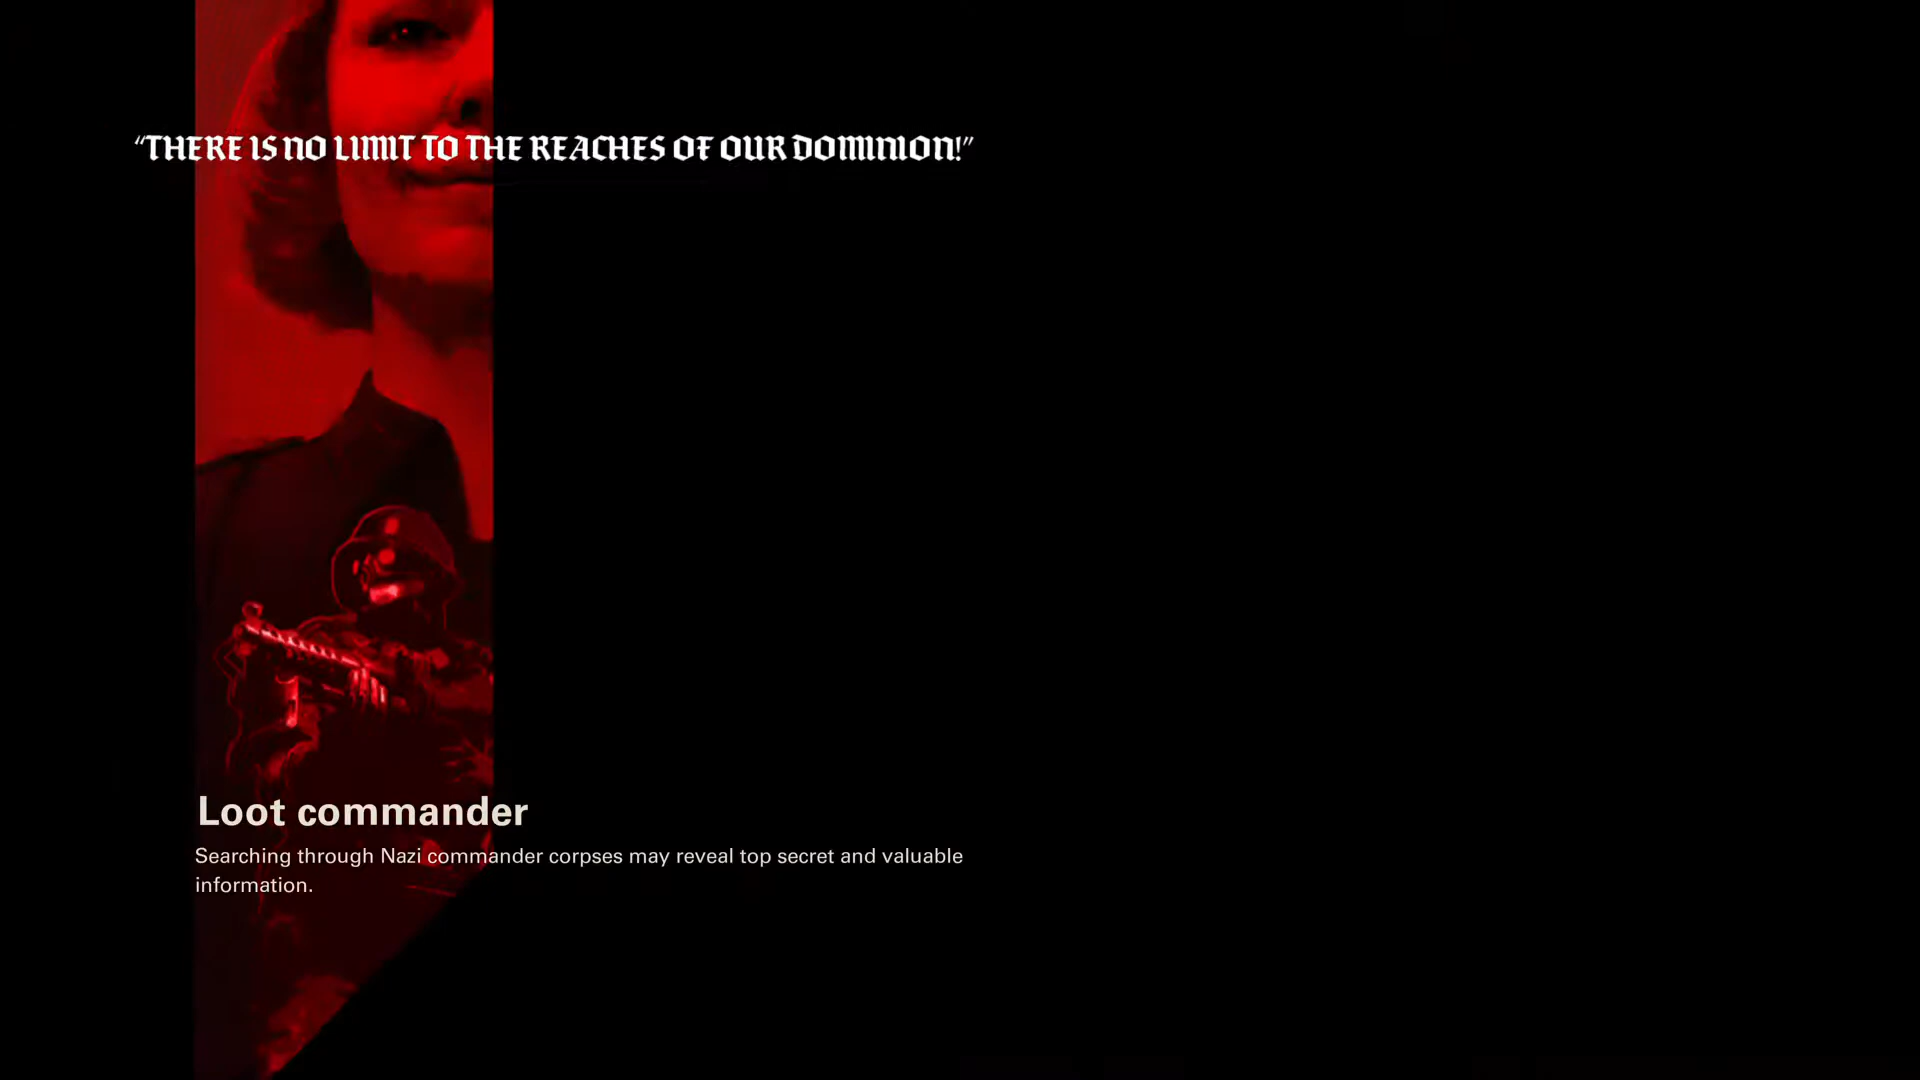 “THERE IS NO LIMIT TO THE REACHES OF OUR DOMINION!”
Loot commander
Searching through Nazi commander corpses may reveal top secret and valuable
information.